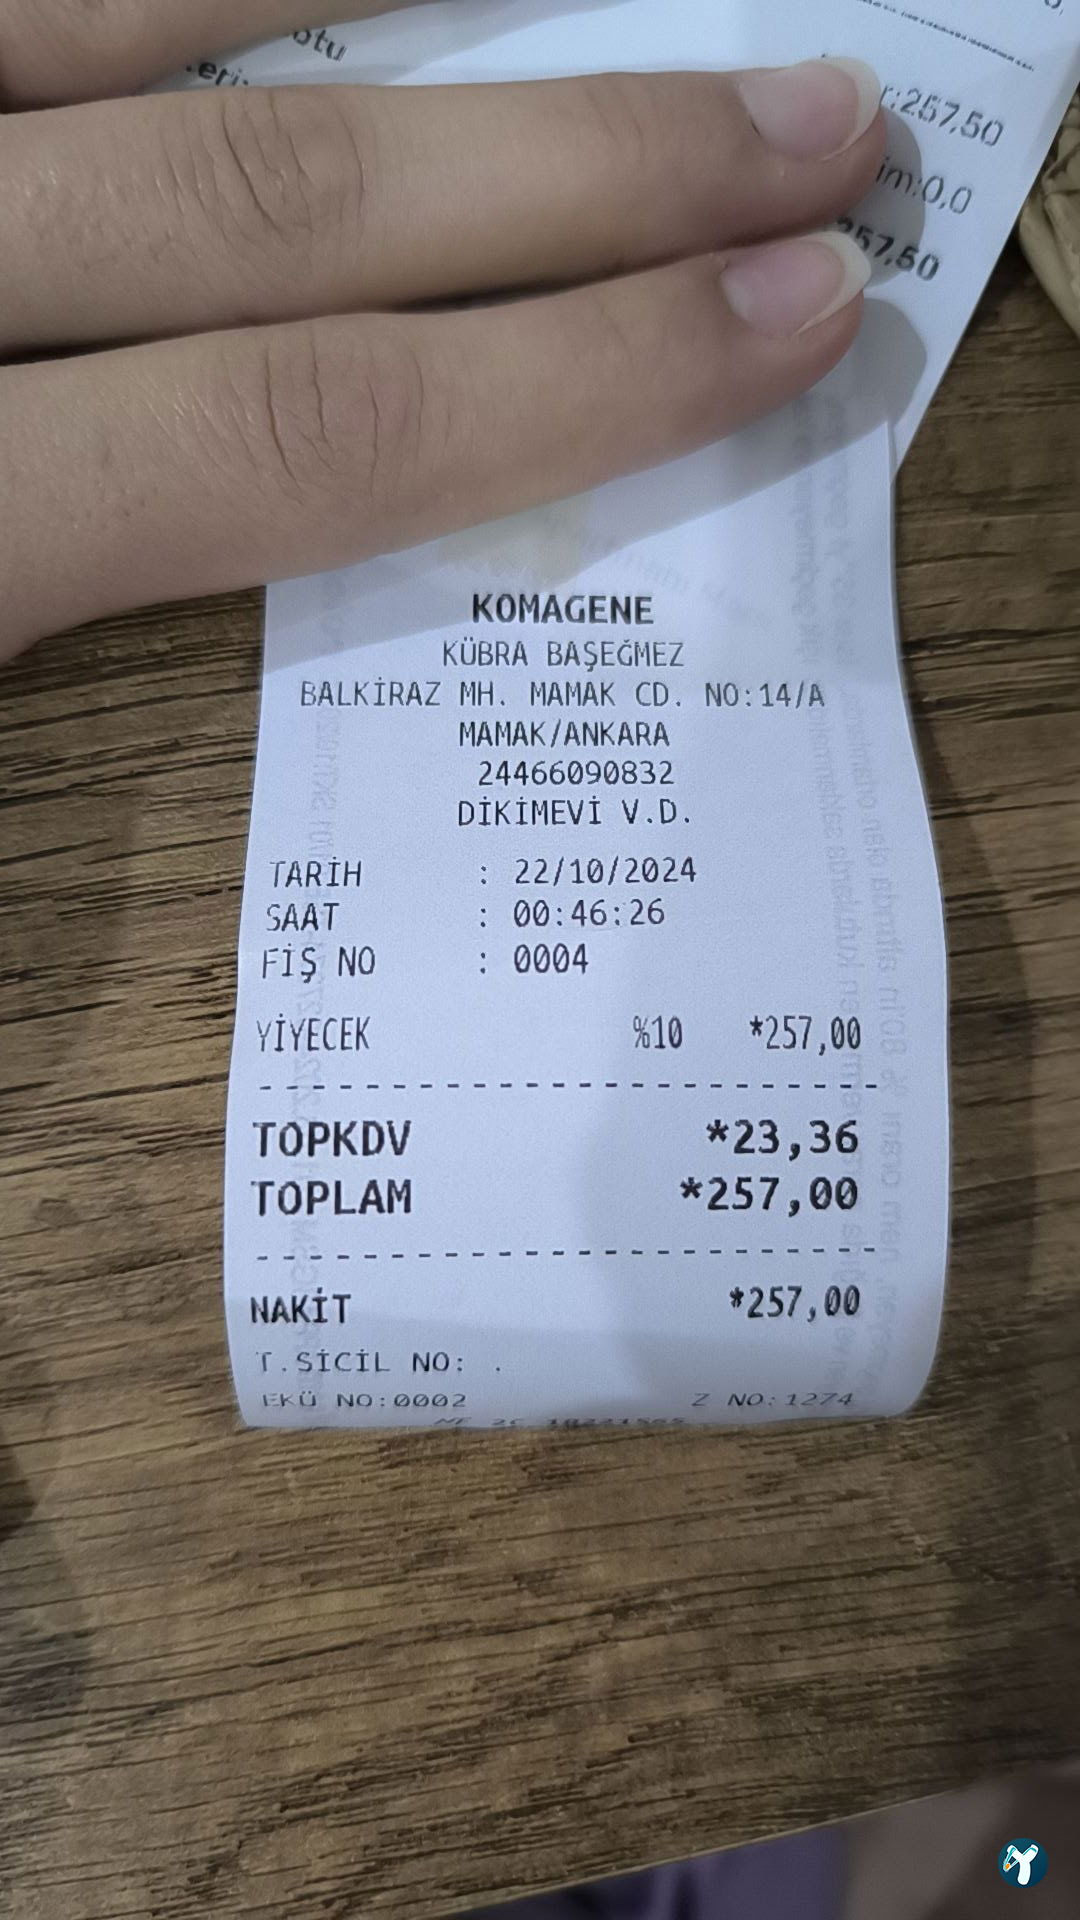 257,50
0,0
257,50
KOMAGENE
KÜBRA BAŞEĞMEZ
BALKİRAZ MH. MAMAK CD. NO:14/A
MAMAK/ANKARA
24466090832
DİKİMEVİ V.D.
TARİH : 22/10/2024
SAAT : 00:46:26
FİŞ NO : 0004
YİYECEK %10 *257,00
TOPKDV *23,36
TOPLAM *257,00
NAKİT *257,00
T.SİCİL NO: .
EKÜ NO:0002 Z NO:1274